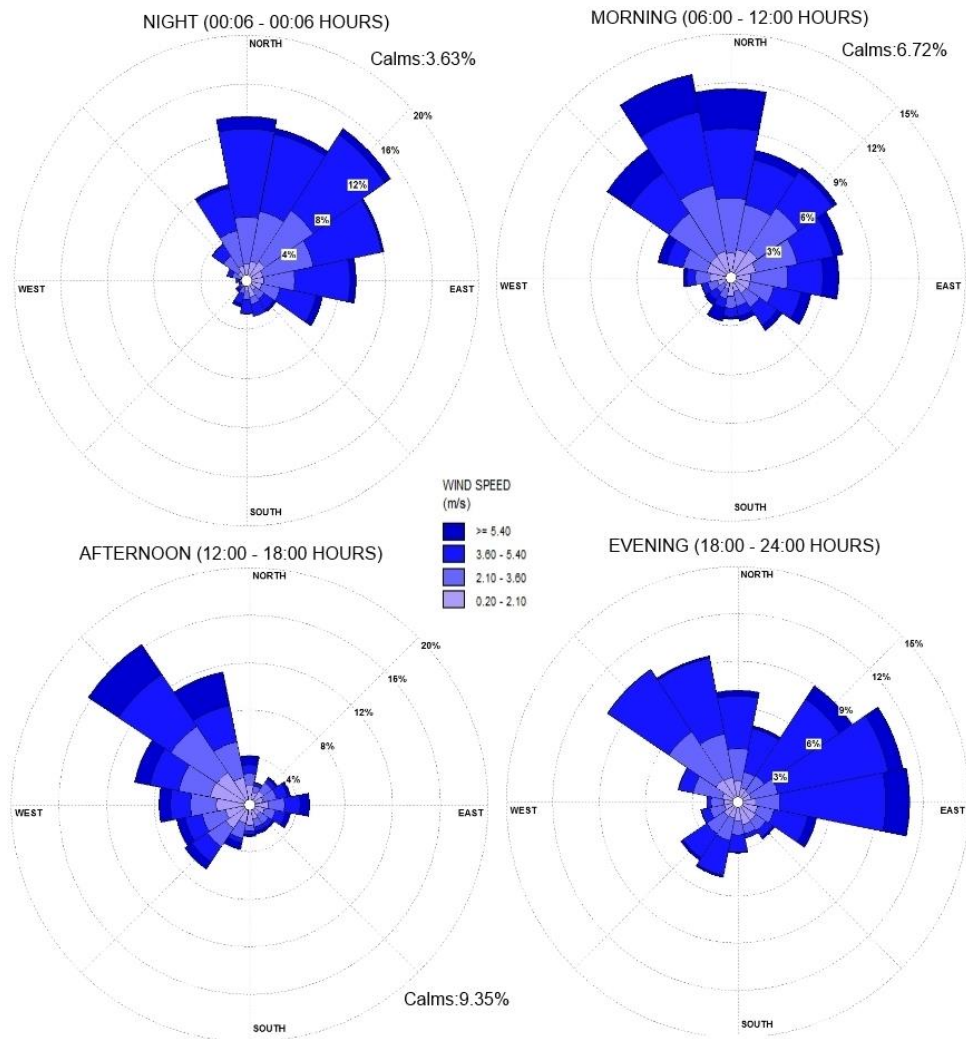 NIGHT (00:06 - 00:06 HOURS)
NORTH
Calms:3.63%
20%
16%
12%
8%
4%
WEST
EAST
SOUTH
MORNING (06:00 - 12:00 HOURS)
NORTH
Calms:6.72%
15%
12%
9%
6%
3%
WEST
EAST
SOUTH
WIND SPEED
(m/s)
>= 5.40
3.60 - 5.40
2.10 - 3.60
0.20 - 2.10
AFTERNOON (12:00 - 18:00 HOURS)
NORTH
20%
16%
12%
8%
4%
WEST
EAST
Calms:9.35%
SOUTH
EVENING (18:00 - 24:00 HOURS)
NORTH
15%
12%
9%
6%
3%
WEST
EAST
SOUTH